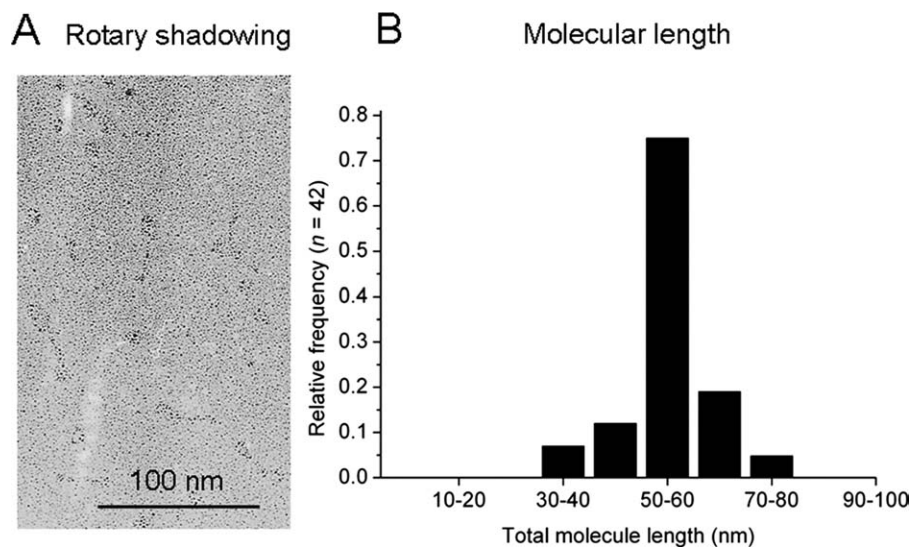 A Rotary shadowing
100 nm
B Molecular length
Relative frequency (n = 42)
0.8
0.7
0.6
0.5
0.4
0.3
0.2
0.1
0.0
10-20 30-40 50-60 70-80 90-100
Total molecule length (nm)